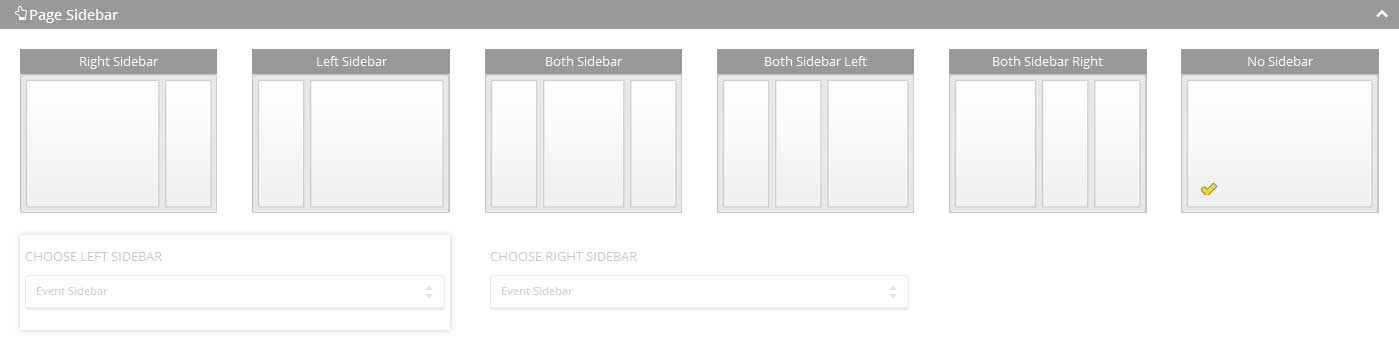 Page Sidebar
Right Sidebar
Left Sidebar
Both Sidebar
Both Sidebar Left
Both Sidebar Right
No Sidebar
CHOOSE LEFT SIDEBAR
CHOOSE RIGHT SIDEBAR
Event Sidebar
Event Sidebar